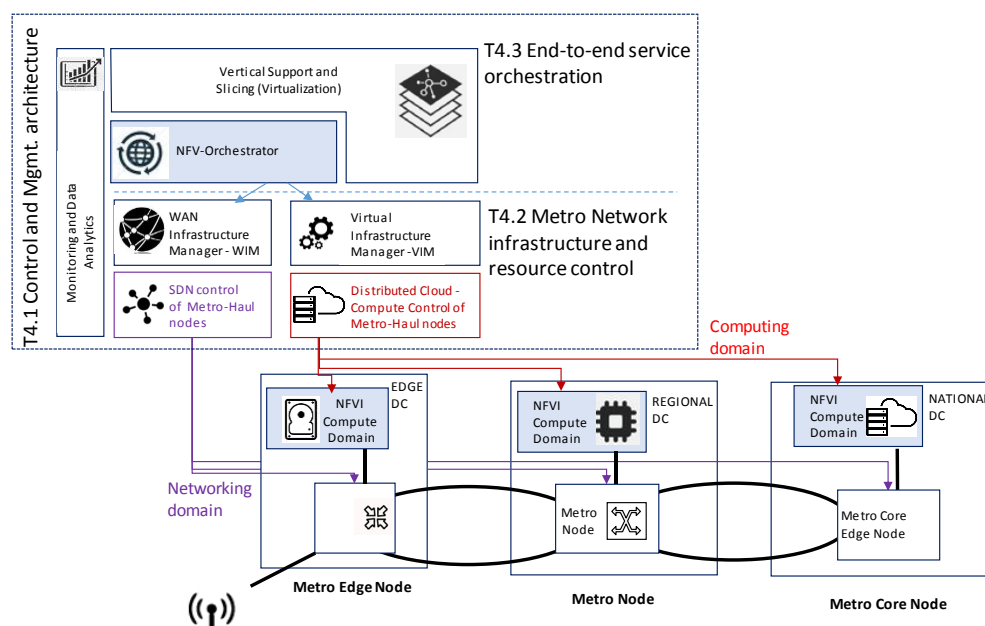 T4.1 Control and Mgmt. architecture
Monitoring and Data
Analytics
Vertical Support and
Slicing (Virtualization)
T4.3 End-to-end service
orchestration
NFV-Orchestrator
WAN
Infrastructure
Manager - WIM
Virtual
Infrastructure
Manager -VIM
T4.2 Metro Network
infrastructure and
resource control
SDN control
of Metro-Haul
nodes
Distributed Cloud -
Compute Control of
Metro-Haul nodes
Computing
domain
NFVI
Compute
Domain
EDGE
DC
NFVI
Compute
Domain
REGIONAL
DC
NFVI
Compute
Domain
NATIONAL
DC
Networking
domain
Metro
Node
Metro Core
Edge Node
Metro Edge Node
Metro Node
Metro Core Node